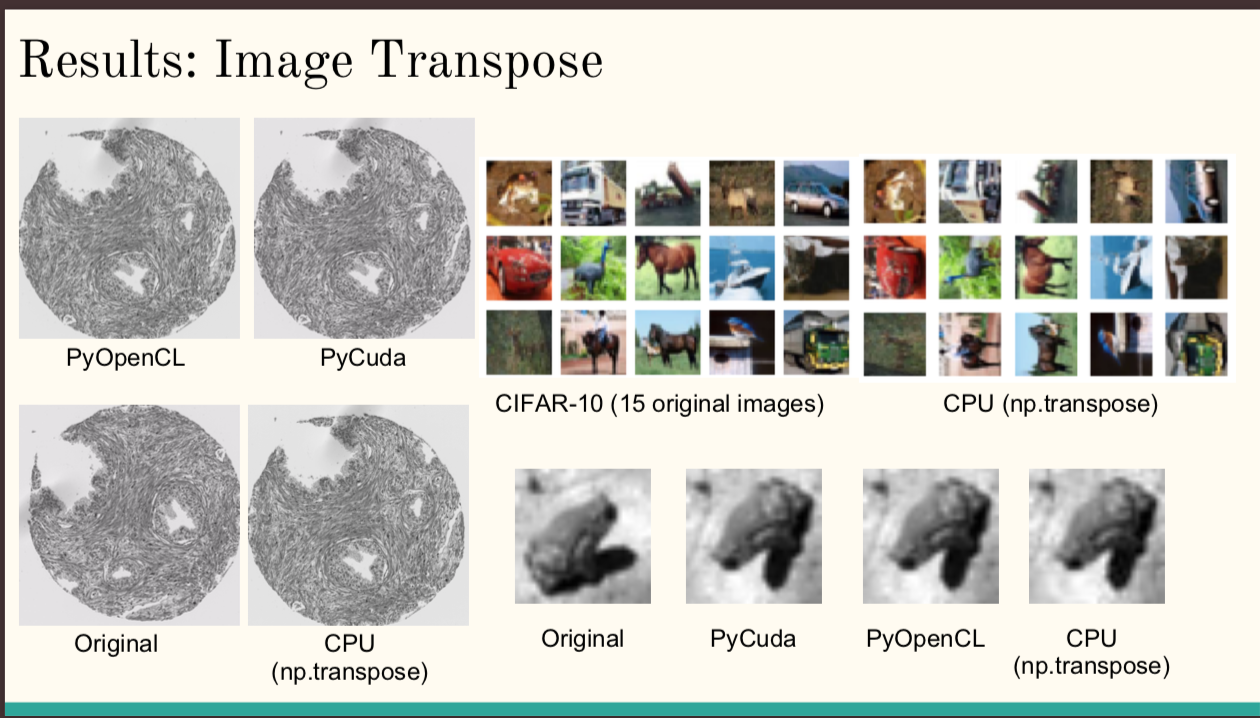 Results: Image Transpose
PyOpenCL
PyCuda
CIFAR-10 (15 original images)
CPU (np.transpose)
Original
CPU
(np.transpose)
Original
PyCuda
PyOpenCL
CPU
(np.transpose)